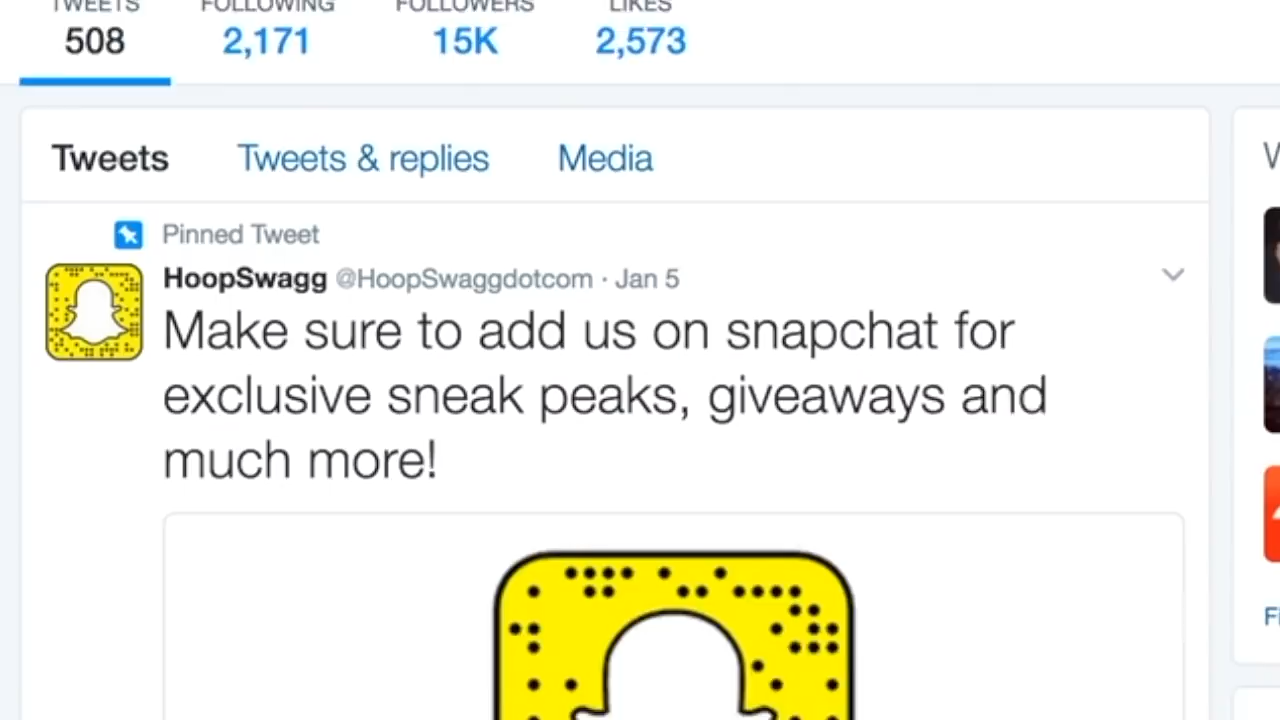 TWEETS FOLLOWING FOLLOWERS LIKES
508 2,171 15K 2,573
Tweets Tweets & replies Media
Pinned Tweet
HoopSwagg @HoopSwaggdotcom · Jan 5
Make sure to add us on snapchat for
exclusive sneak peaks, giveaways and
much more!